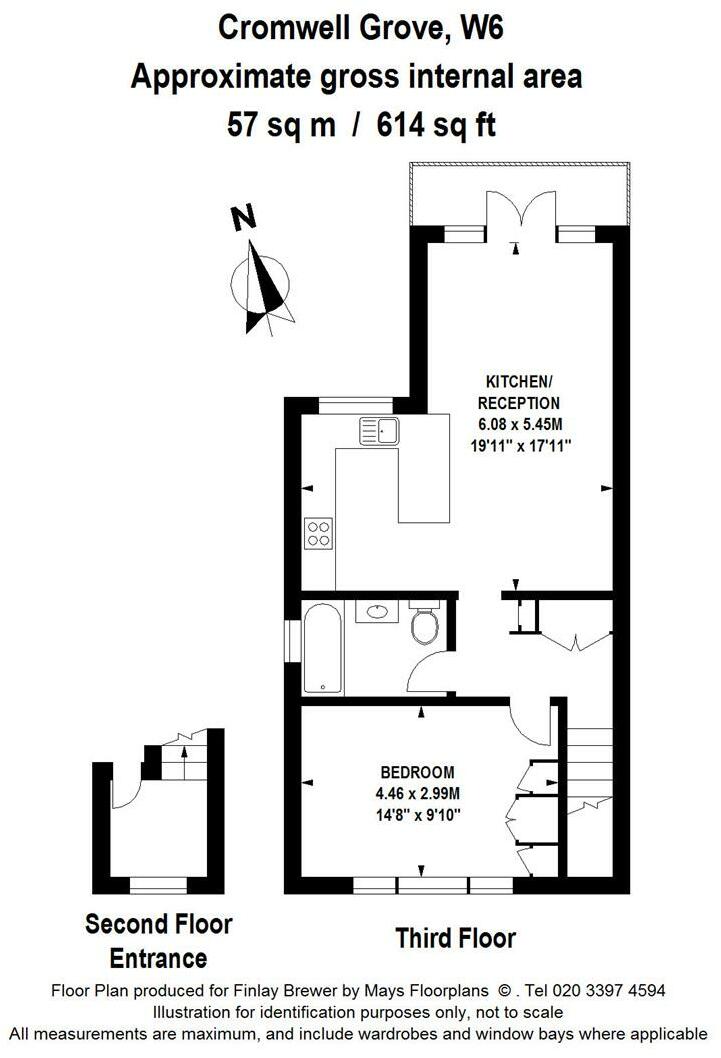 Cromwell Grove, W6
Approximate gross internal area
57 sq m / 614 sq ft
N
KITCHEN/
RECEPTION
6.08 x 5.45M
19'11" x 17'11"
BEDROOM
4.46 x 2.99M
14'8" x 9'10"
Second Floor
Entrance
Third Floor
Floor Plan produced for Finlay Brewer by Mays Floorplans © . Tel 020 3397 4594
Illustration for identification purposes only, not to scale
All measurements are maximum, and include wardrobes and window bays where applicable